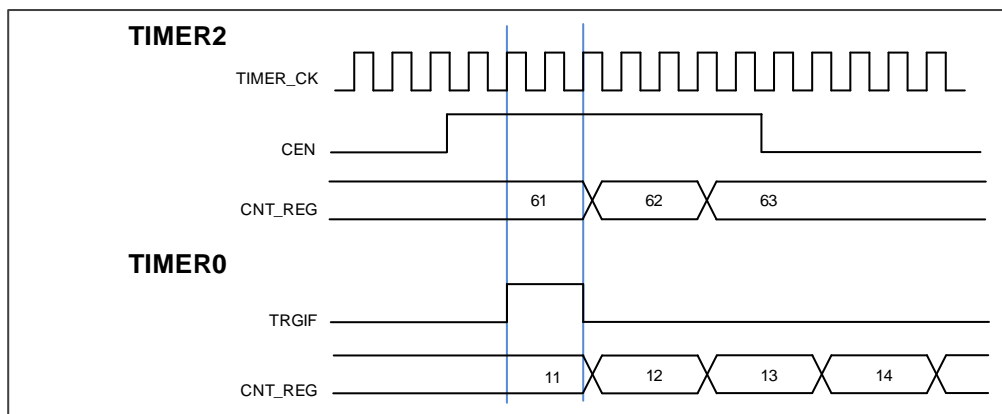 TIMER2
TIMER_CK
CEN
CNT_REG 61 62 63
TIMER0
TRGIF
CNT_REG 11 12 13 14